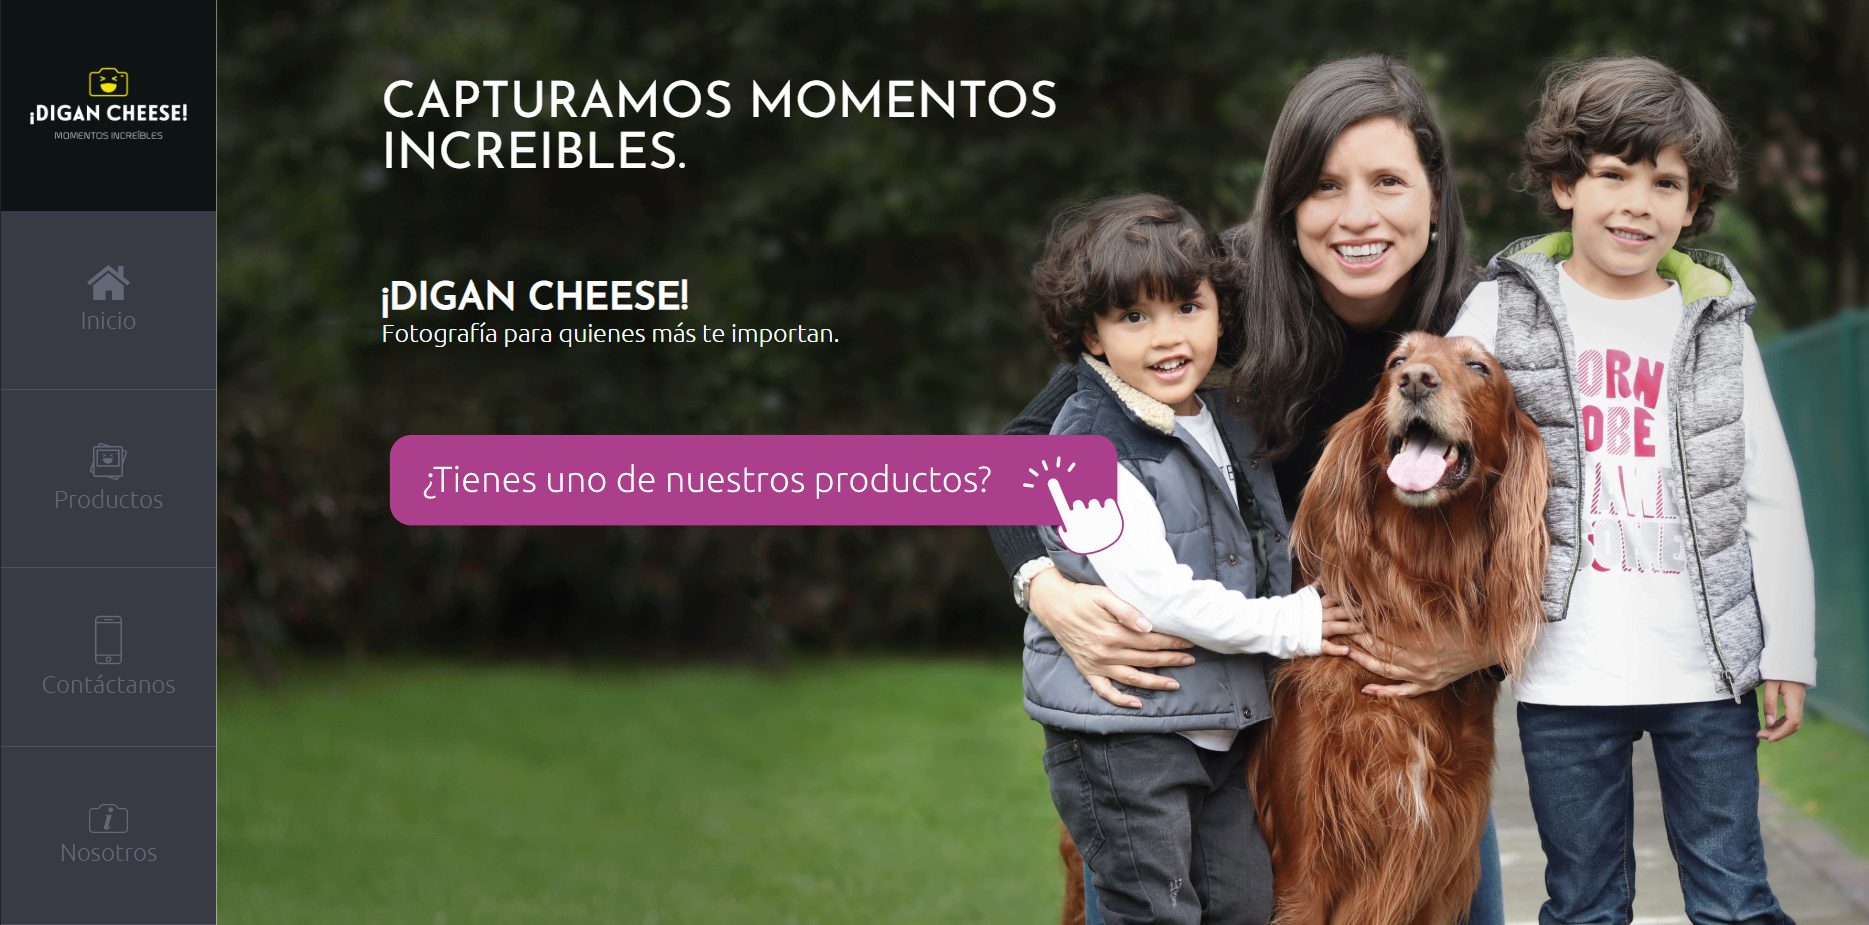 ¡DIGAN CHEESE!
MOMENTOS INCREÍBLES
Inicio
Productos
Contáctanos
Nosotros
CAPTURAMOS MOMENTOS
INCREIBLES.
¡DIGAN CHEESE!
Fotografía para quienes más te importan.
¿Tienes uno de nuestros productos?